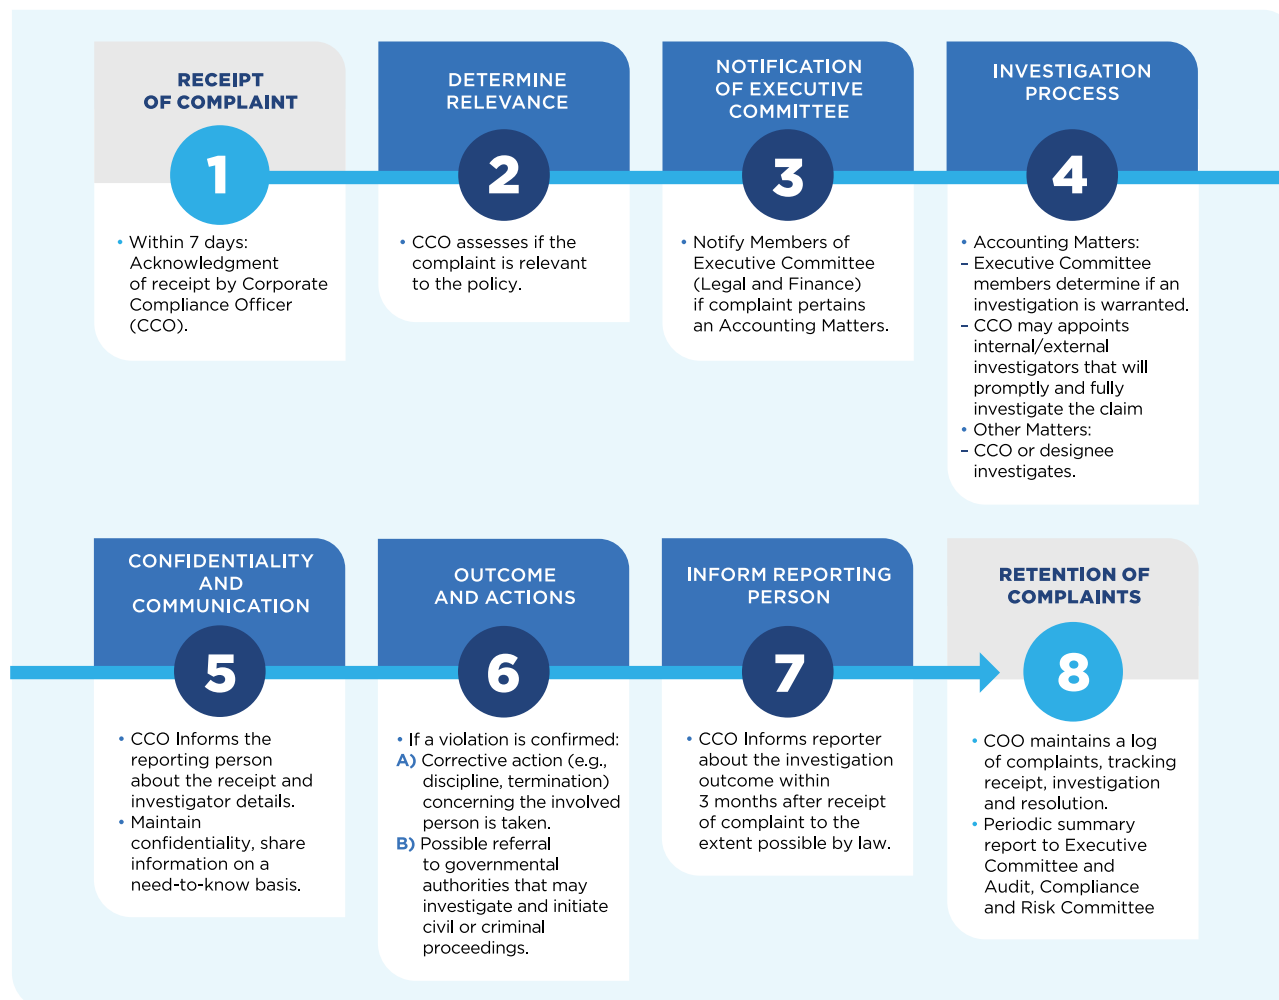 RECEIPT
OF COMPLAINT
1
• Within 7 days:
Acknowledgment
of receipt by Corporate
Compliance Officer
(CCO).
DETERMINE
RELEVANCE
2
• CCO assesses if the
complaint is relevant
to the policy.
NOTIFICATION
OF EXECUTIVE
COMMITTEE
3
• Notify Members of
Executive Committee
(Legal and Finance)
if complaint pertains
an Accounting Matters.
INVESTIGATION
PROCESS
4
• Accounting Matters:
– Executive Committee
members determine if an
investigation is warranted.
– CCO may appoints
internal/external
investigators that will
promptly and fully
investigate the claim
• Other Matters:
– CCO or designee
investigates.
CONFIDENTIALITY
AND
COMMUNICATION
5
• CCO Informs the
reporting person
about the receipt and
investigator details.
• Maintain
confidentiality, share
information on a
need-to-know basis.
OUTCOME
AND ACTIONS
6
• If a violation is confirmed:
A) Corrective action (e.g.,
discipline, termination)
concerning the involved
person is taken.
B) Possible referral
to governmental
authorities that may
investigate and initiate
civil or criminal
proceedings.
INFORM REPORTING
PERSON
7
• CCO Informs reporter
about the investigation
outcome within
3 months after receipt
of complaint to the
extent possible by law.
RETENTION OF
COMPLAINTS
8
• COO maintains a log
of complaints, tracking
receipt, investigation
and resolution.
• Periodic summary
report to Executive
Committee and
Audit, Compliance
and Risk Committee